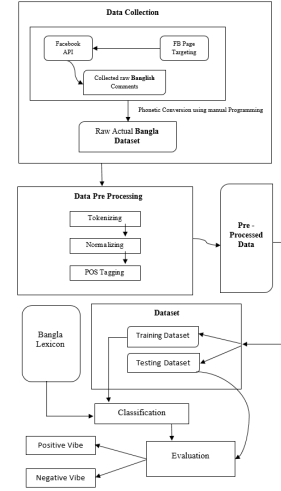 Data Collection
Facebook
API
FB Page
Targeting
Collected raw Banglish
Comments
Phonetic Conversion using manual Programming
Raw Actual Bangla
Dataset
Data Pre Processing
Tokenizing
Normalizing
POS Tagging
Pre -
Processed
Data
Dataset
Bangla
Lexicon
Training Dataset
Testing Dataset
Classification
Positive Vibe
Evaluation
Negative Vibe